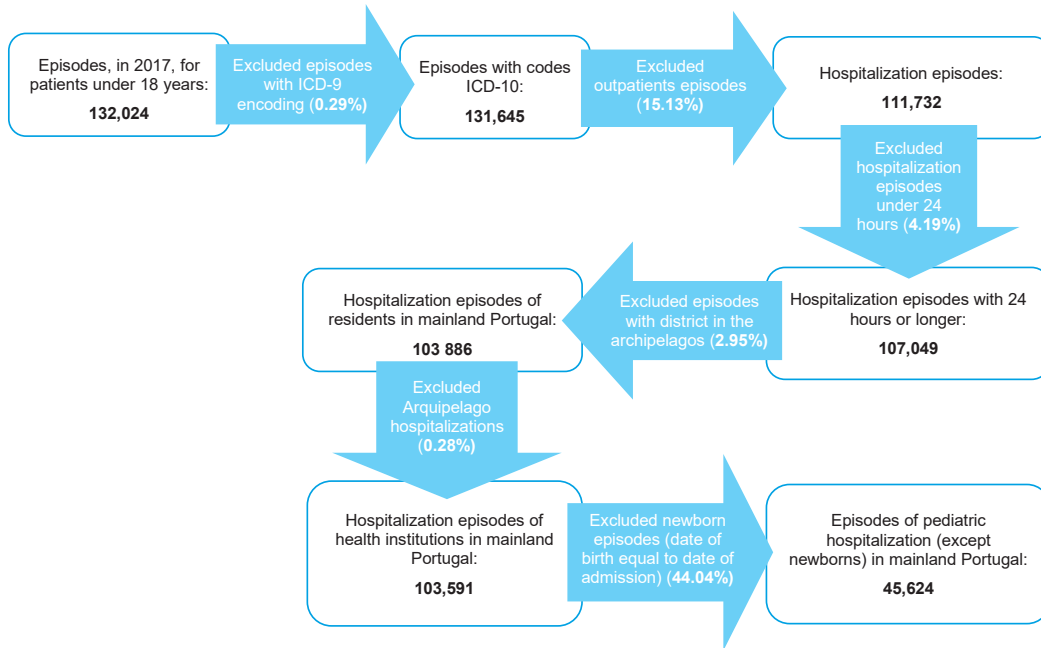 Episodes, in 2017, for
patients under 18 years:
132,024
Excluded episodes
with ICD-9
encoding (0.29%)
Episodes with codes
ICD-10:
131,645
Excluded
outpatients episodes
(15.13%)
Hospitalization episodes:
111,732
Excluded
hospitalization
episodes
under 24
hours (4.19%)
Hospitalization episodes with 24
hours or longer:
107,049
Excluded episodes
with district in the
archipelagos (2.95%)
Hospitalization episodes of
residents in mainland Portugal:
103 886
Excluded
Arquipelago
hospitalizations
(0.28%)
Hospitalization episodes of
health institutions in mainland
Portugal:
103,591
Excluded newborn
episodes (date of
birth equal to date of
admission) (44.04%)
Episodes of pediatric
hospitalization (except
newborns) in mainland Portugal:
45,624